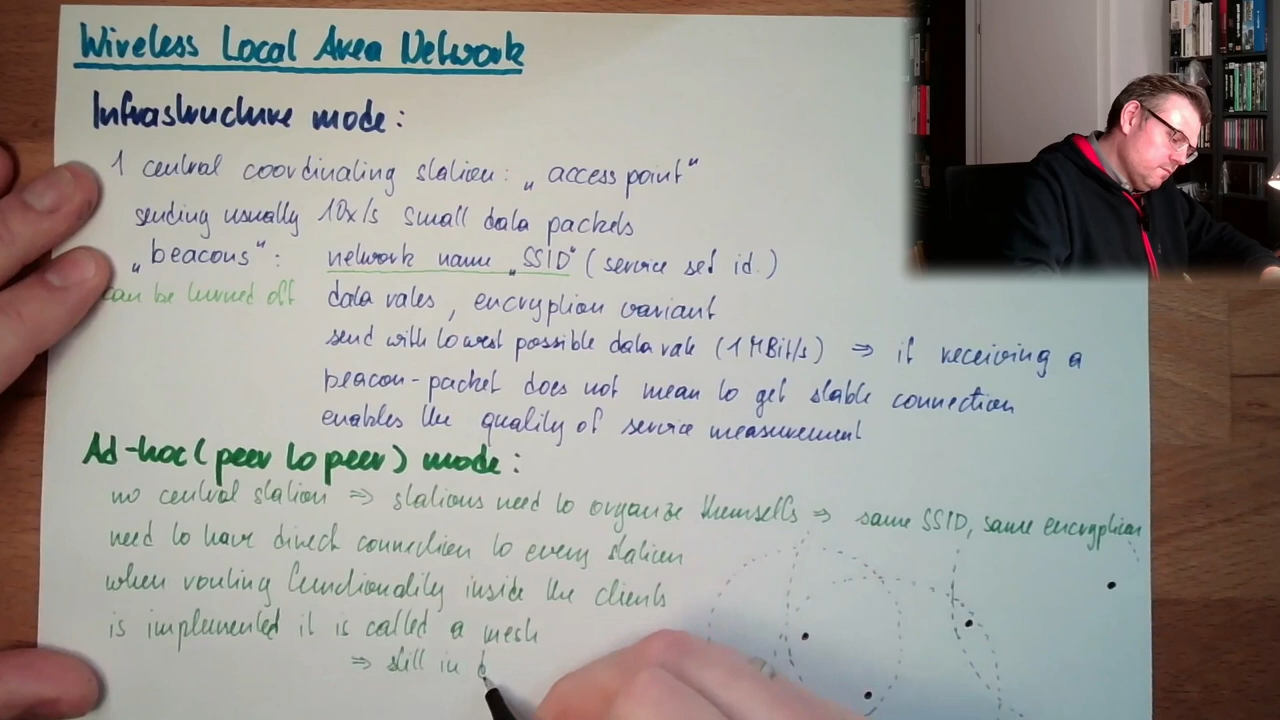 Wireless Local Area Network
Infrastructure mode:
1 central coordinating station: „access point“
sending usually 10x/s small data packets
„beacons“: network name „SSID“ (service set id.)
can be turned off data rates, encryption variant
send with lowest possible data rate (1 MBit/s) ⇒ if receiving a
beacon-packet does not mean to get stable connection
enables the quality of service measurement
Ad-hoc (peer to peer) mode:
no central station ⇒ stations need to organize themselfs ⇒ same SSID, same encryption
need to have direct connection to every station
when routing functionality inside the clients
is implemented it is called a mesh
⇒ still in